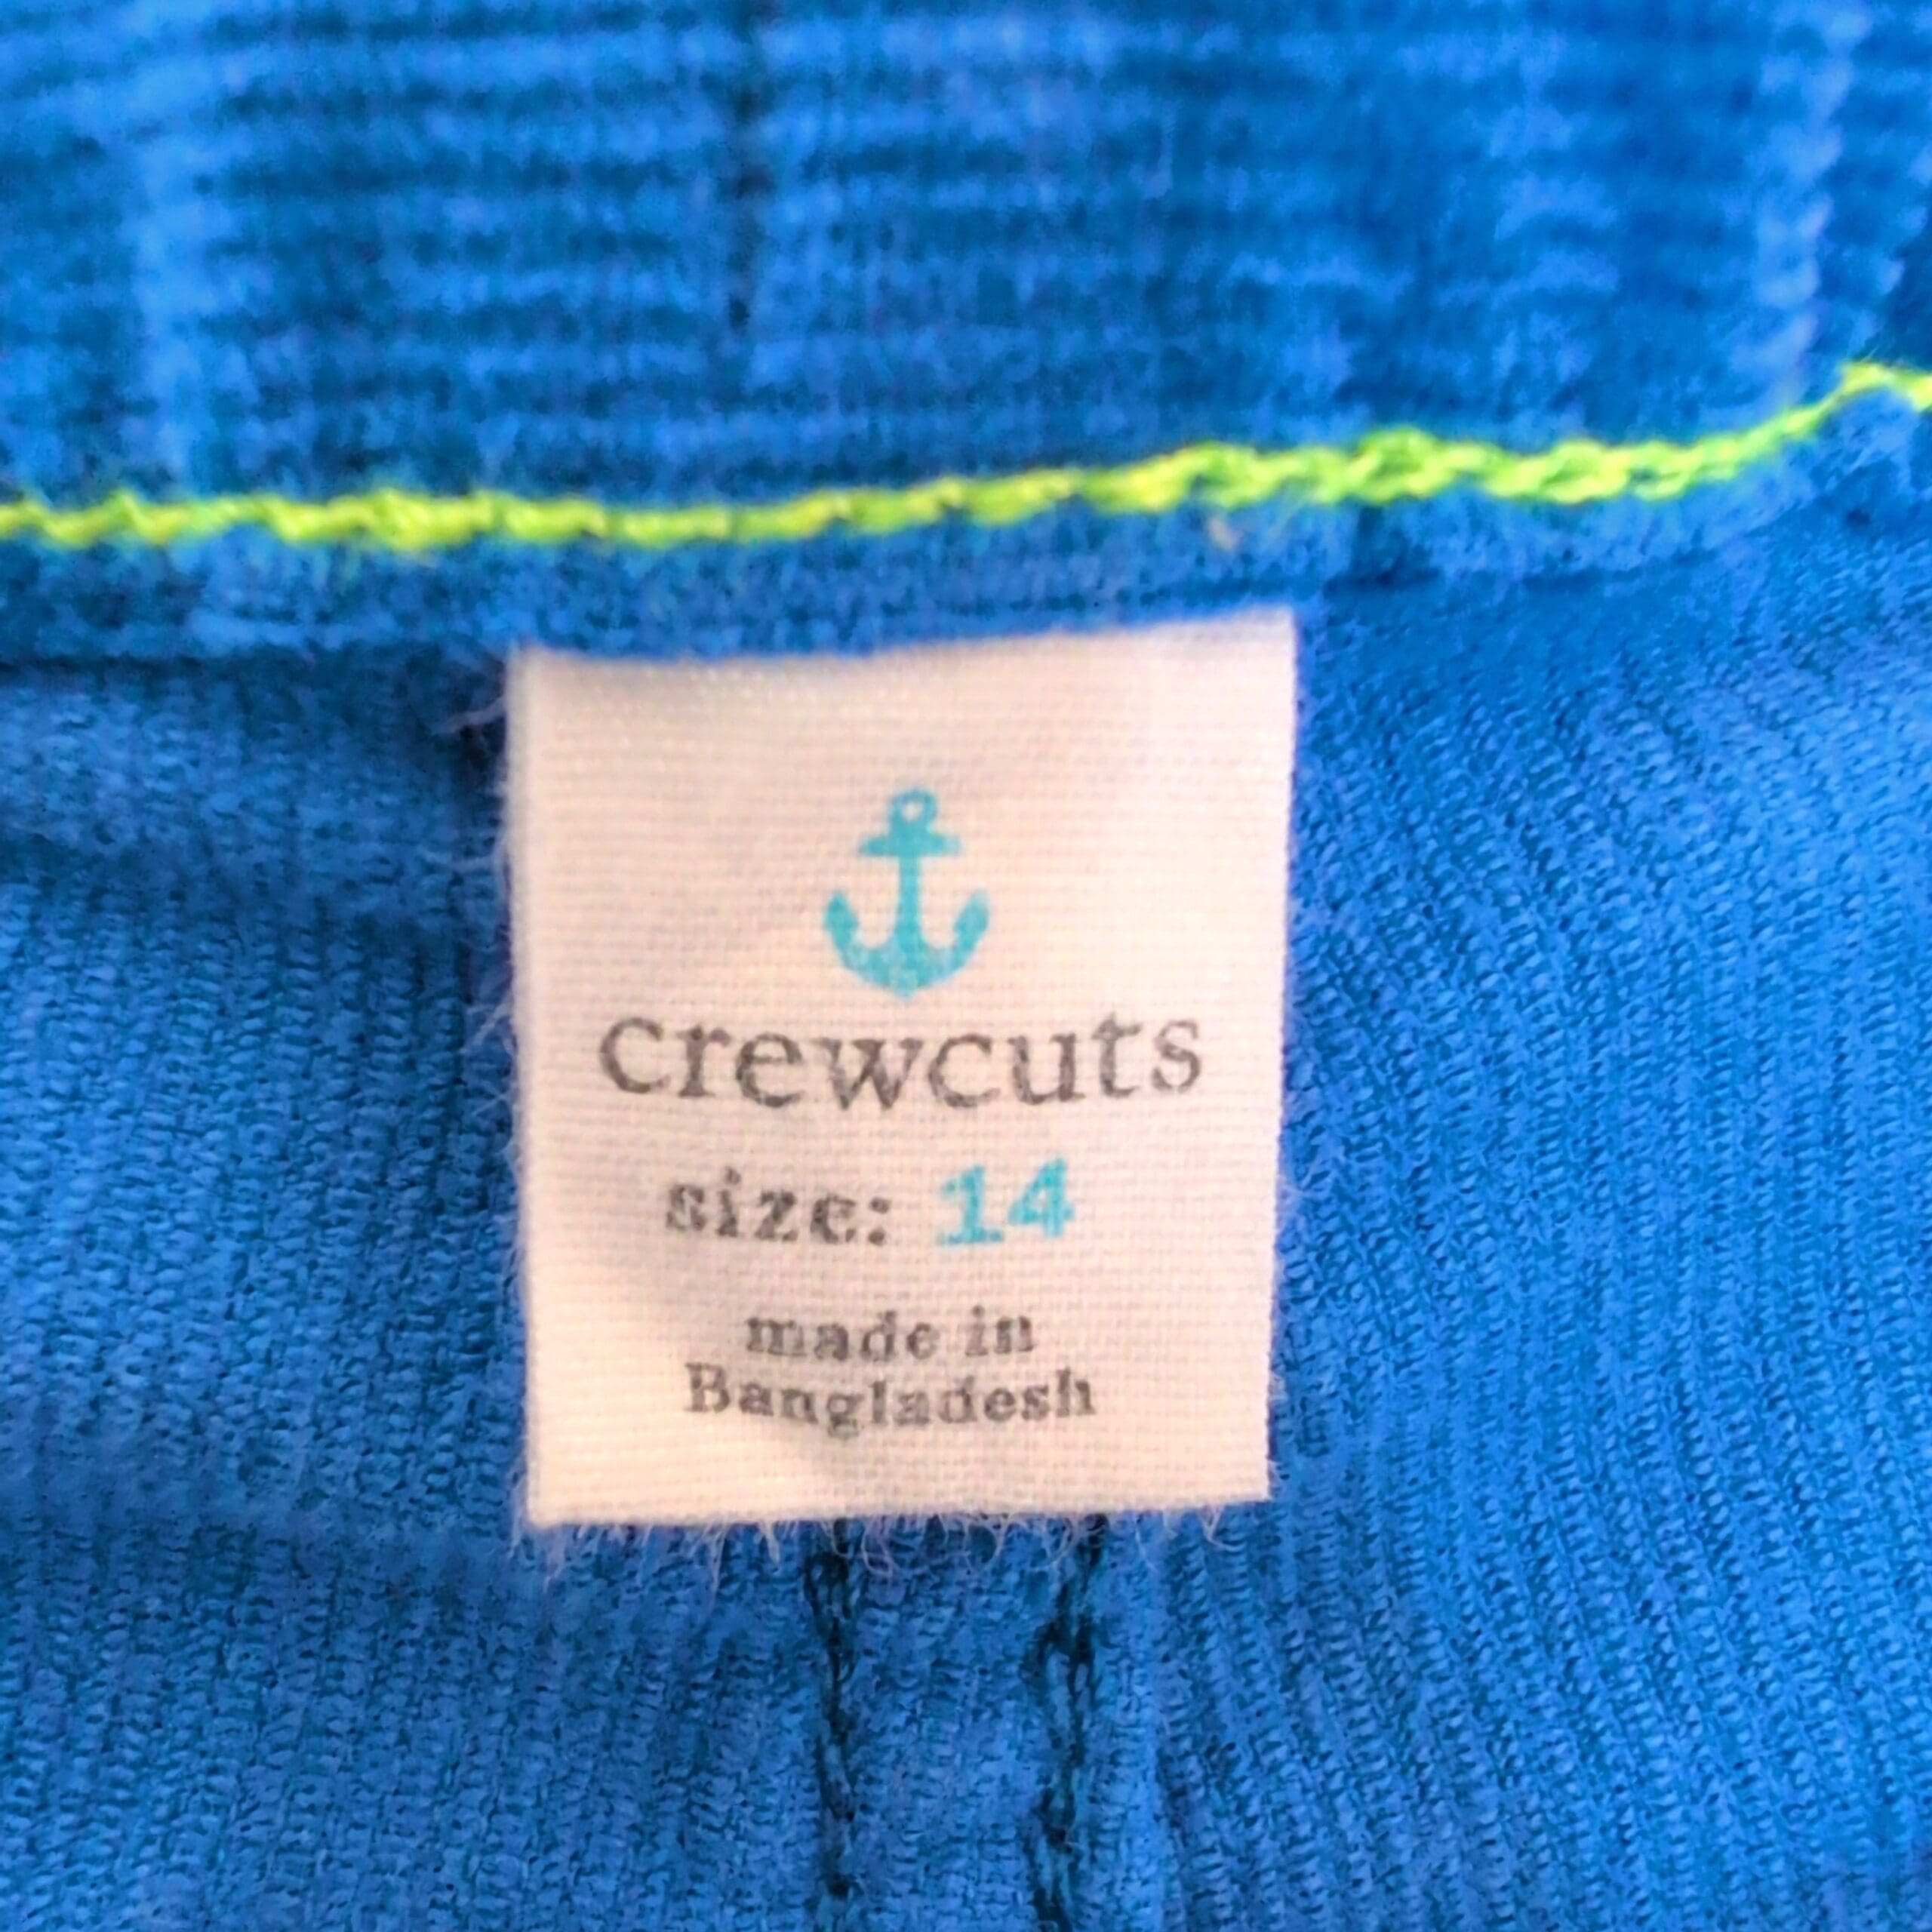 crewcuts
size: 14
made in
Bangladesh